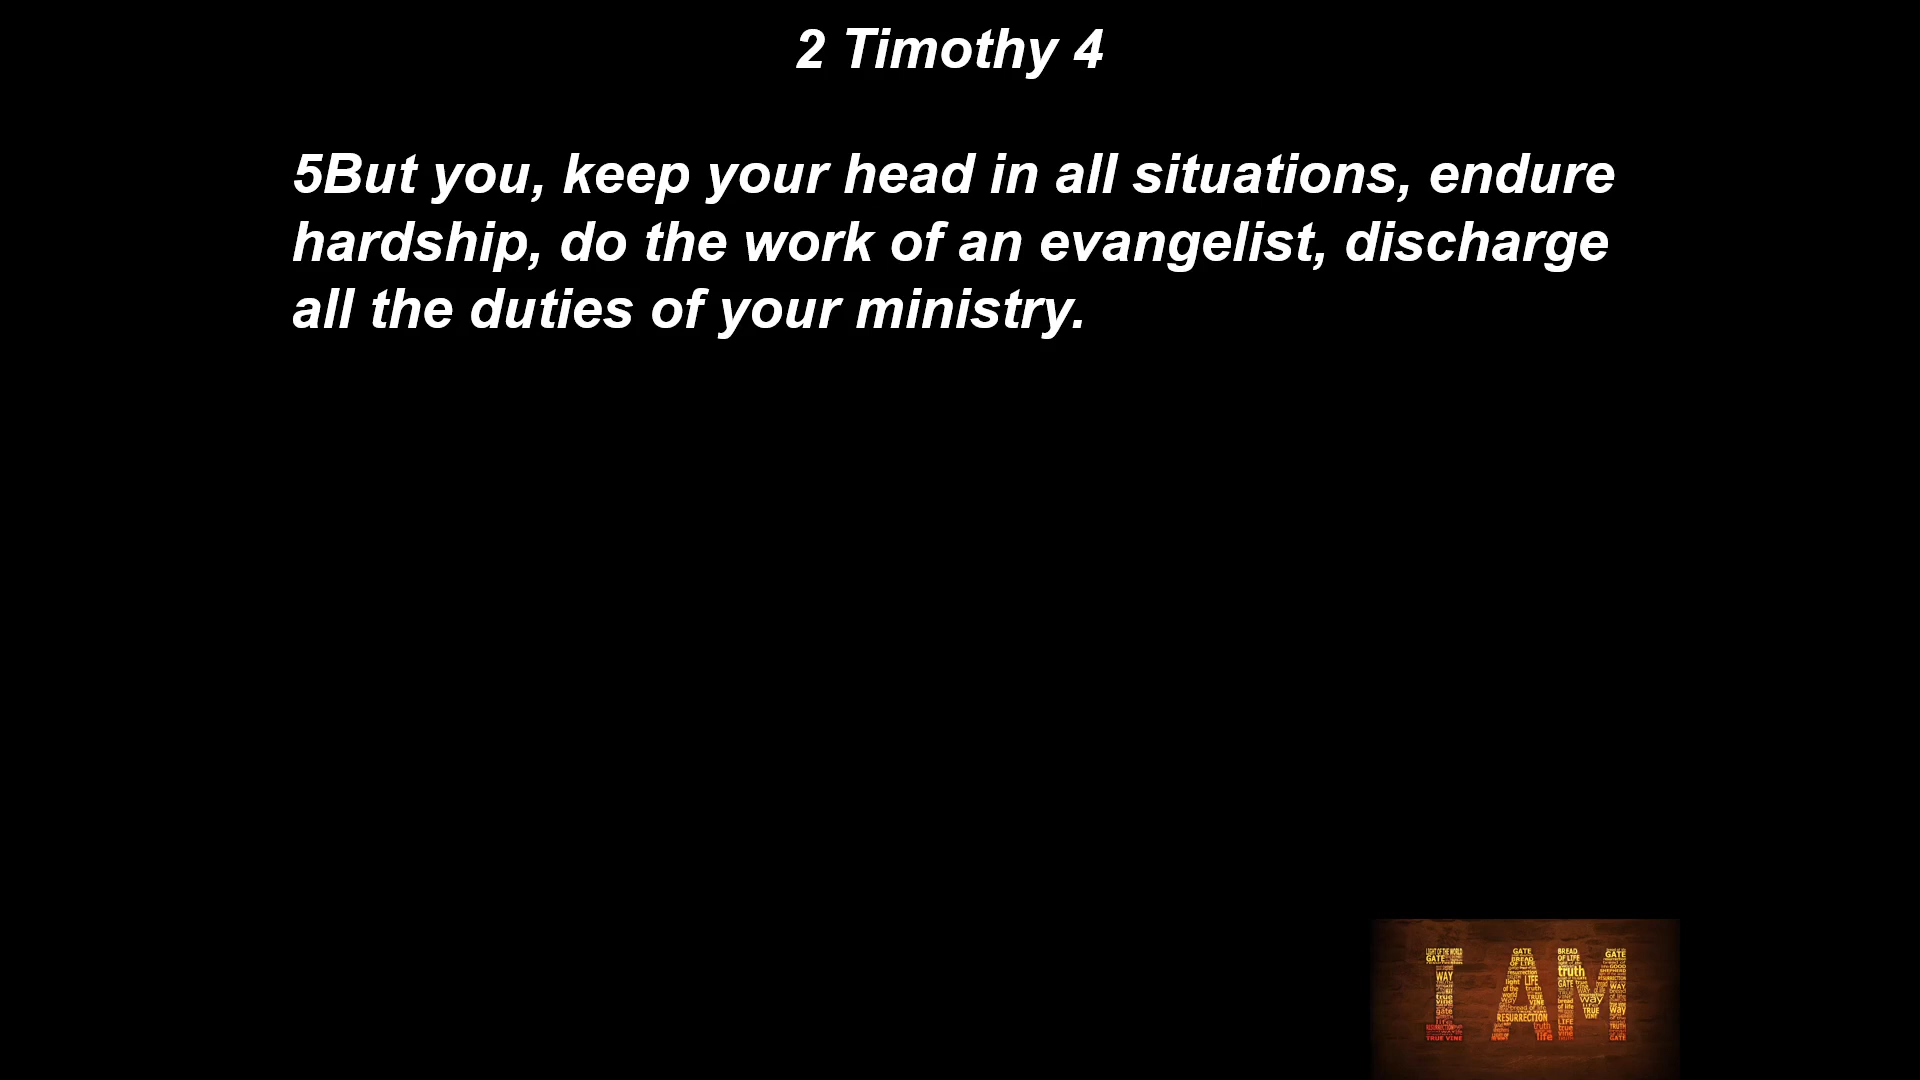 2 Timothy 4
5But you, keep your head in all situations, endure
hardship, do the work of an evangelist, discharge
all the duties of your ministry.
I AM